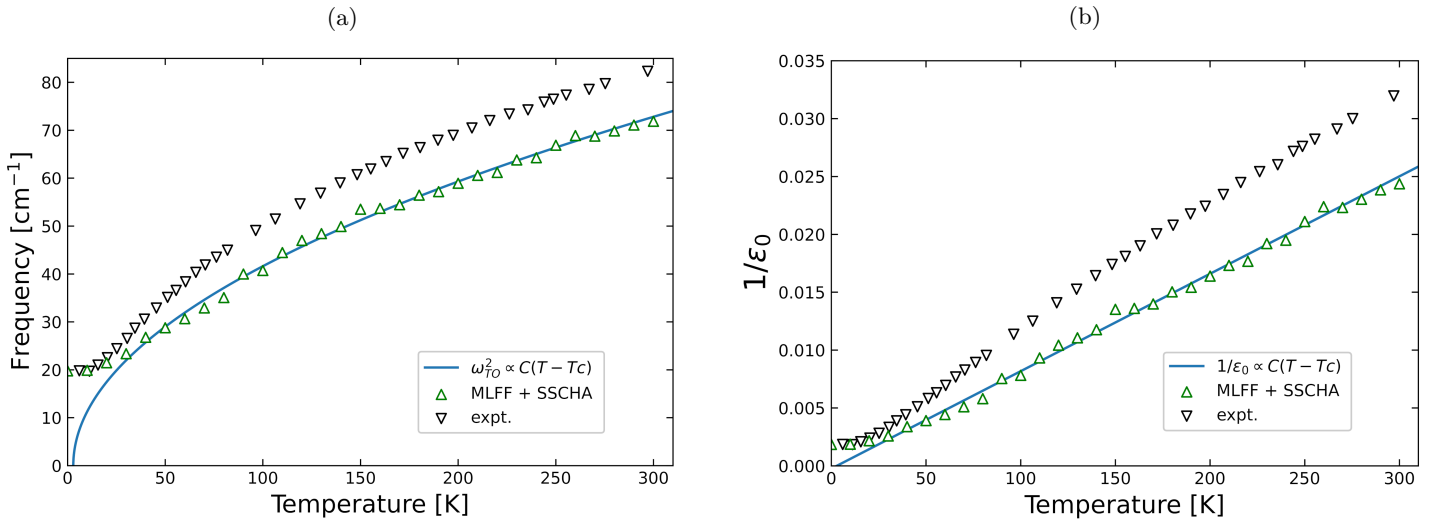 (a)
80
70
60
50
40
30
20
10
0
Frequency [cm⁻¹]
0 50 100 150 200 250 300
Temperature [K]
ω²_TO ∝ C(T − Tc)
MLFF + SSCHA
expt.
(b)
0.035
0.030
0.025
0.020
0.015
0.010
0.005
0.000
1/ε₀
0 50 100 150 200 250 300
Temperature [K]
1/ε₀ ∝ C(T − Tc)
MLFF + SSCHA
expt.